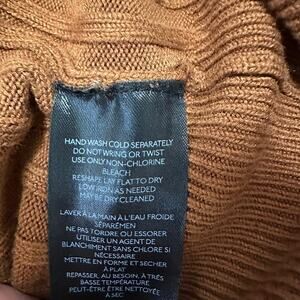 HAND WASH COLD SEPARATELY
DO NOT WRING OR TWIST
USE ONLY NON-CHLORINE
BLEACH
RESHAPE LAY FLAT TO DRY
LOW IRON AS NEEDED
MAY BE DRY CLEANED
LAVER À LA MAIN À L'EAU FROIDE
SÉPARÉMEN
NE PAS TORDRE OU ESSORER
UTILISER UN AGENT DE
BLANCHIMENT SANS CHLORE SI
NÉCESSAIRE
METTRE EN FORME ET SÉCHER
À PLAT
REPASSER, AU BESOIN, À TRÈS
BASSE TEMPÉRATURE
PEUT-ÊTRE ÊTRE NETTOYÉE
À SEC